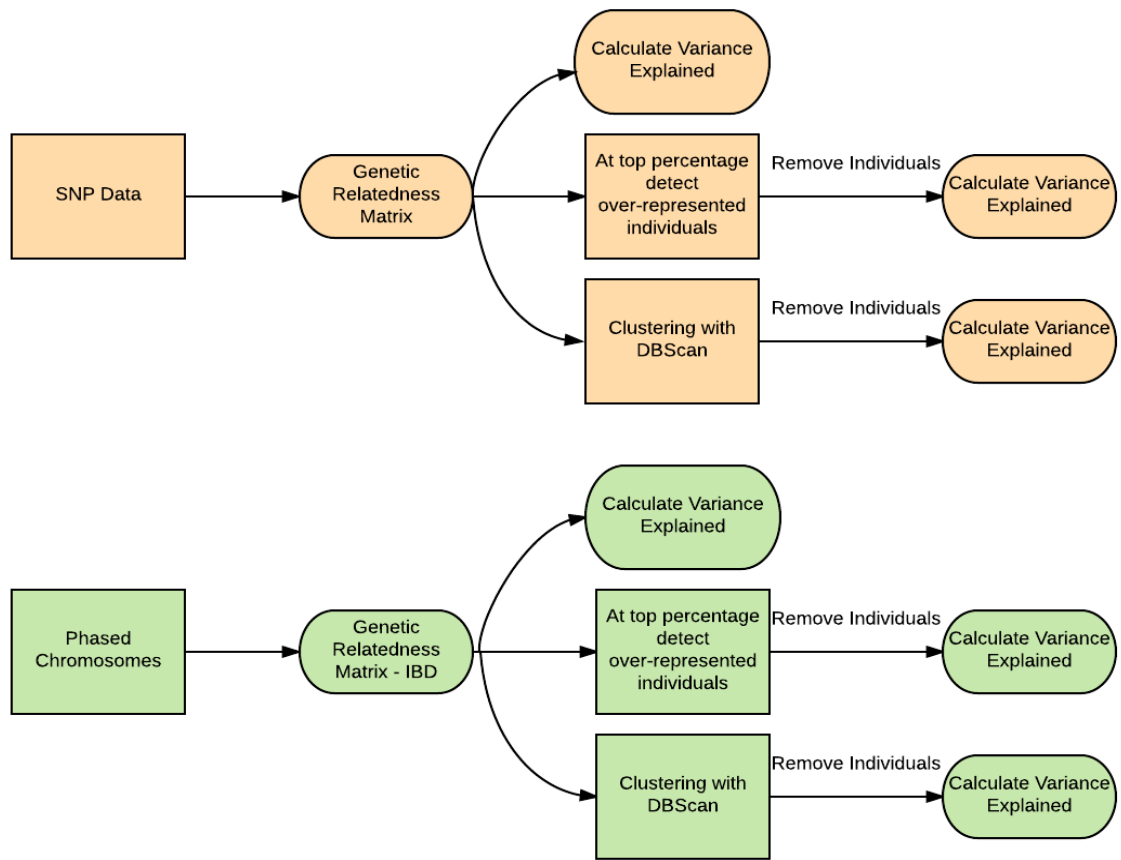 Calculate Variance
Explained
SNP Data
Genetic
Relatedness
Matrix
At top percentage
detect
over-represented
individuals
Remove Individuals
Calculate Variance
Explained
Clustering with
DBScan
Remove Individuals
Calculate Variance
Explained
Calculate Variance
Explained
Phased
Chromosomes
Genetic
Relatedness
Matrix - IBD
At top percentage
detect
over-represented
individuals
Remove Individuals
Calculate Variance
Explained
Clustering with
DBScan
Remove Individuals
Calculate Variance
Explained